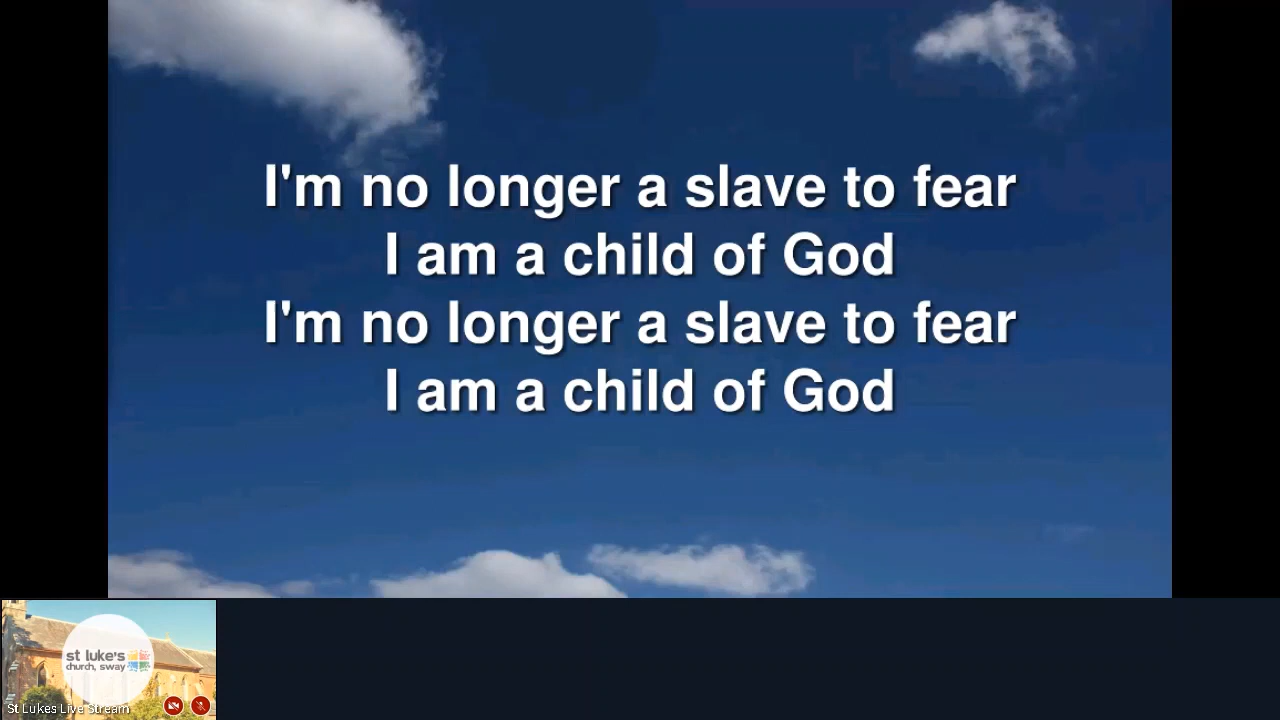 I'm no longer a slave to fear
I am a child of God
I'm no longer a slave to fear
I am a child of God
st luke's
church, sway
St Lukes Live Stream